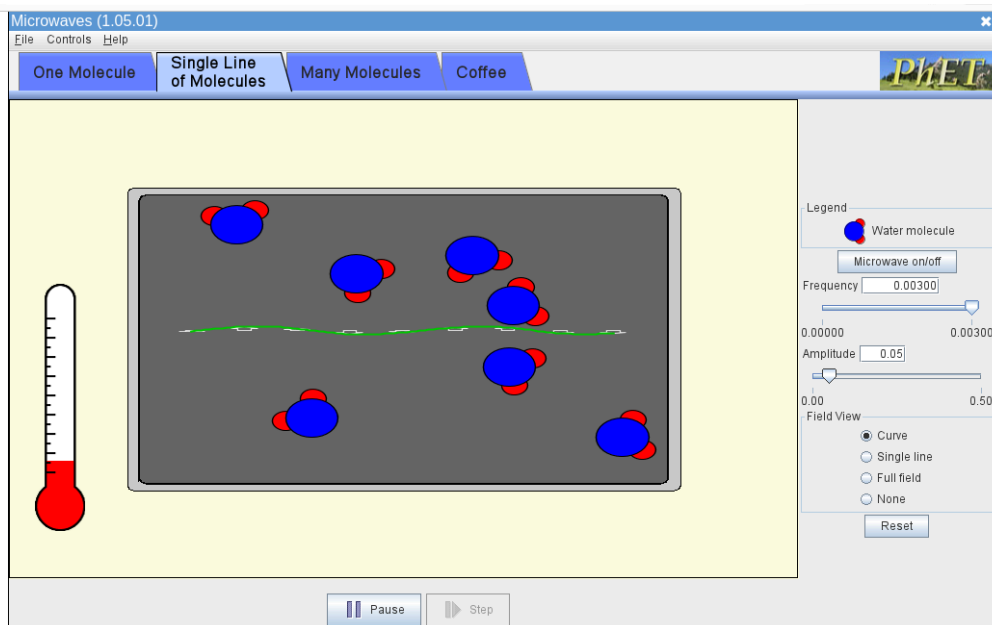 Microwaves (1.05.01)
File Controls Help
One Molecule
Single Line
of Molecules
Many Molecules
Coffee
PhET
Legend
Water molecule
Microwave on/off
Frequency 0.00300
0.00000 0.00300
Amplitude 0.05
0.00 0.50
Field View
Curve
Single line
Full field
None
Reset
Pause
Step